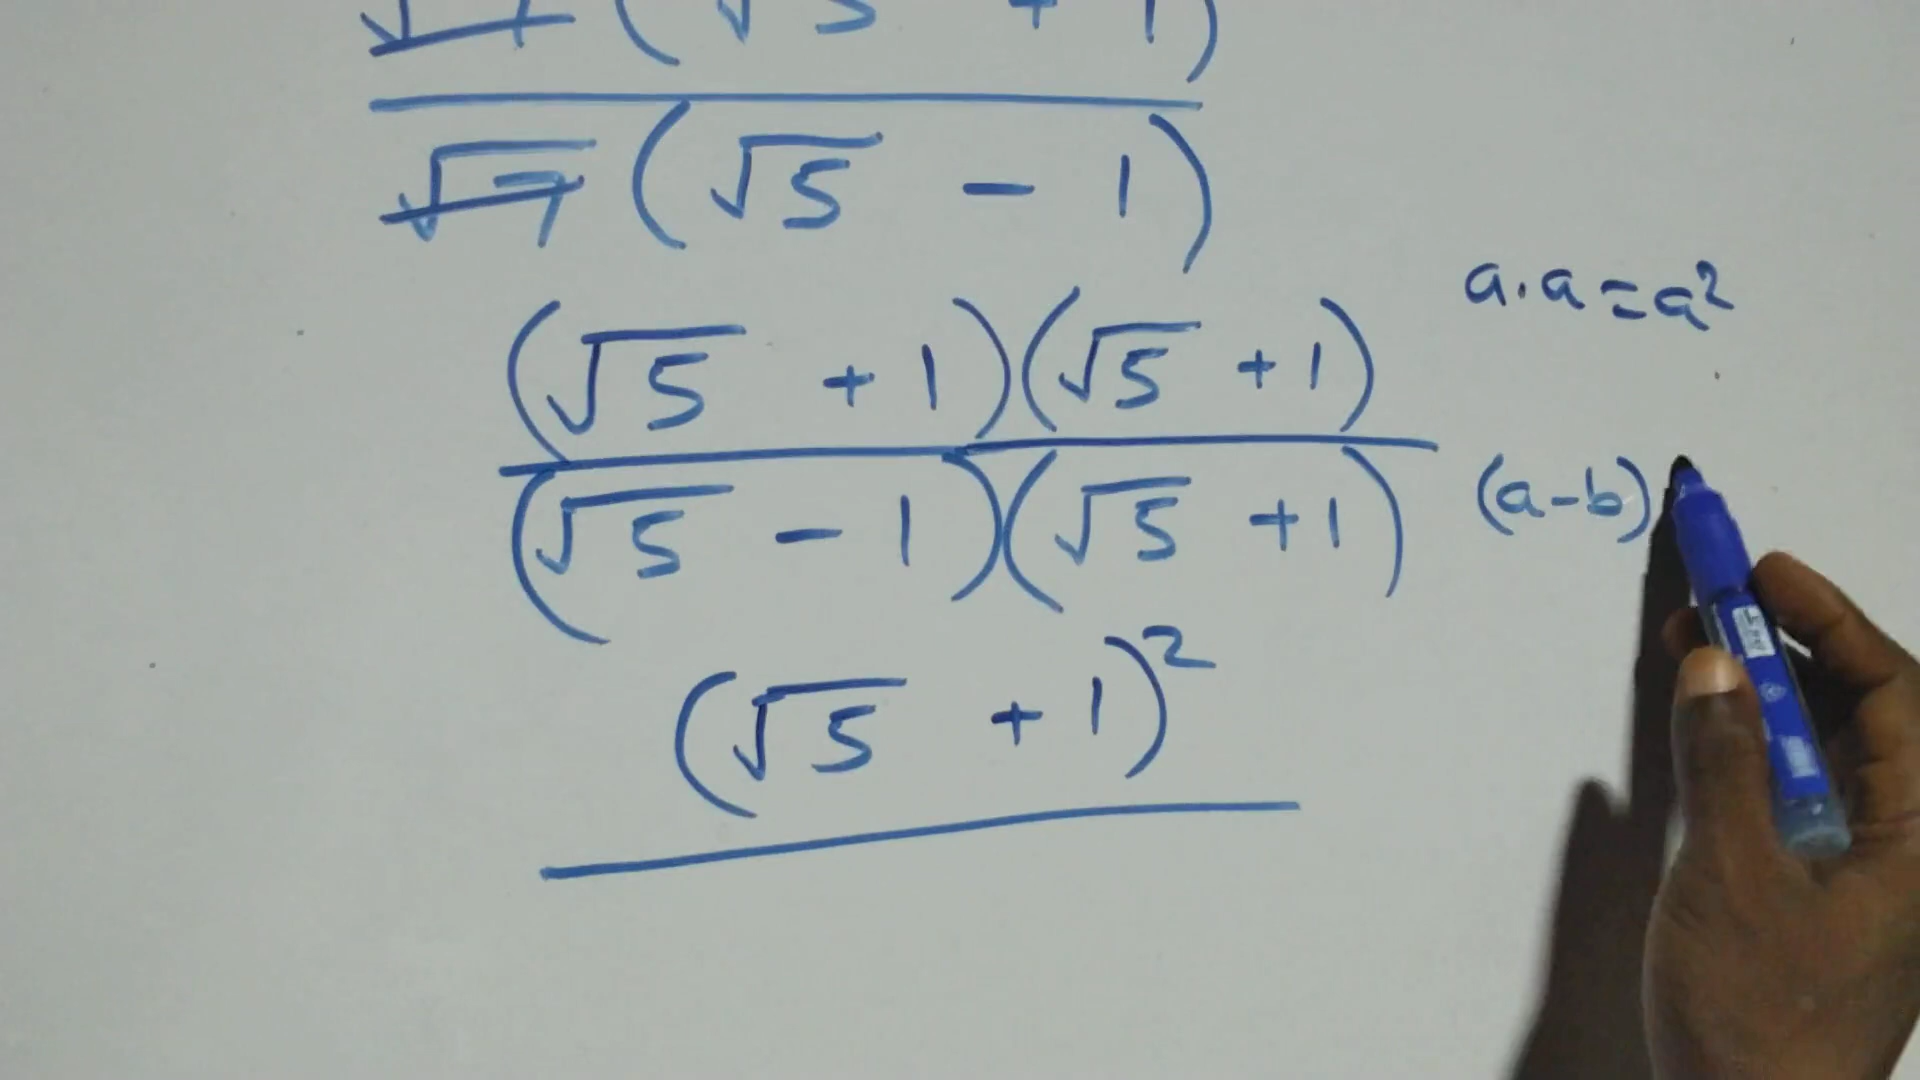 √7 (√5 + 1)
√7 (√5 - 1)
a.a = a²
(√5 + 1)(√5 + 1)
(√5 - 1)(√5 + 1)
(a-b)
(√5 + 1)²